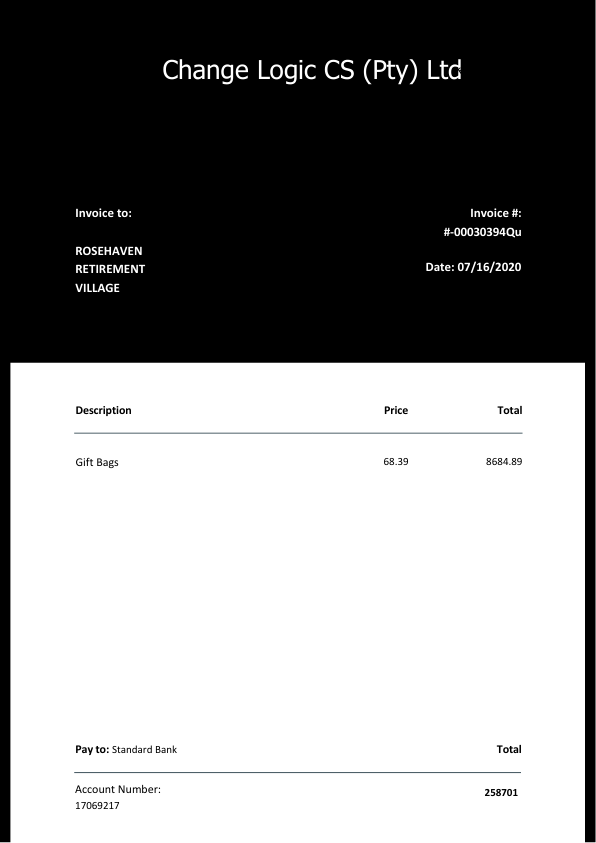 Change Logic CS (Pty) Ltd
Invoice to:
Invoice #:
#-00030394Qu
ROSEHAVEN
RETIREMENT
VILLAGE
Date: 07/16/2020
Description Price Total
Gift Bags 68.39 8684.89
Pay to: Standard Bank Total
Account Number:
17069217
258701